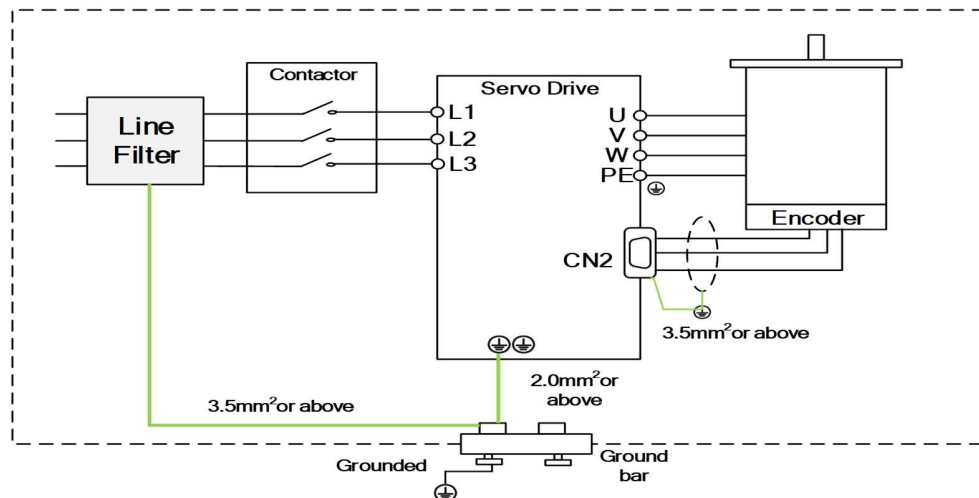 Contactor
Servo Drive
Line
Filter
L1
L2
L3
U
V
W
PE
Encoder
CN2
3.5mm²or above
2.0mm²or
above
3.5mm²or above
Grounded
Ground
bar